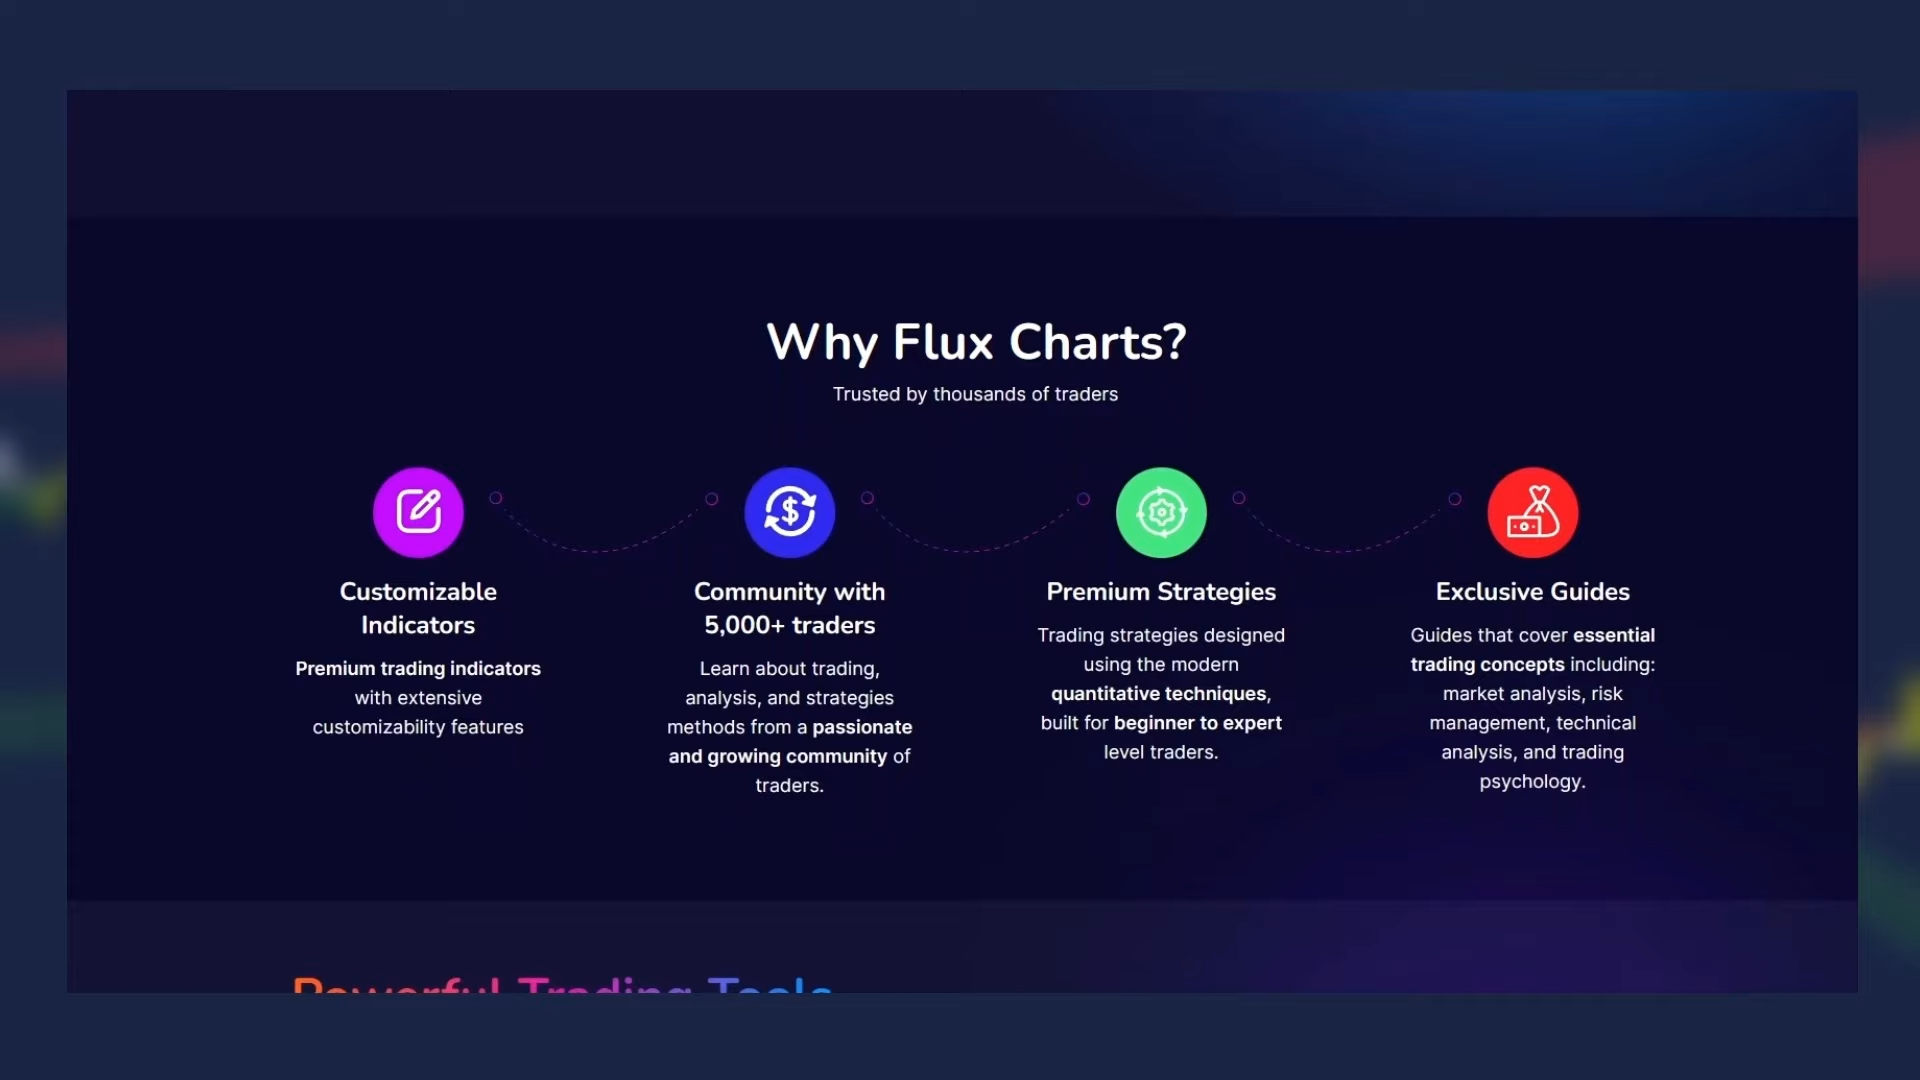 Why Flux Charts?
Trusted by thousands of traders
Customizable
Indicators
Premium trading indicators
with extensive
customizability features
Community with
5,000+ traders
Learn about trading,
analysis, and strategies
methods from a passionate
and growing community of
traders.
Premium Strategies
Trading strategies designed
using the modern
quantitative techniques,
built for beginner to expert
level traders.
Exclusive Guides
Guides that cover essential
trading concepts including:
market analysis, risk
management, technical
analysis, and trading
psychology.
Powerful Trading Tools